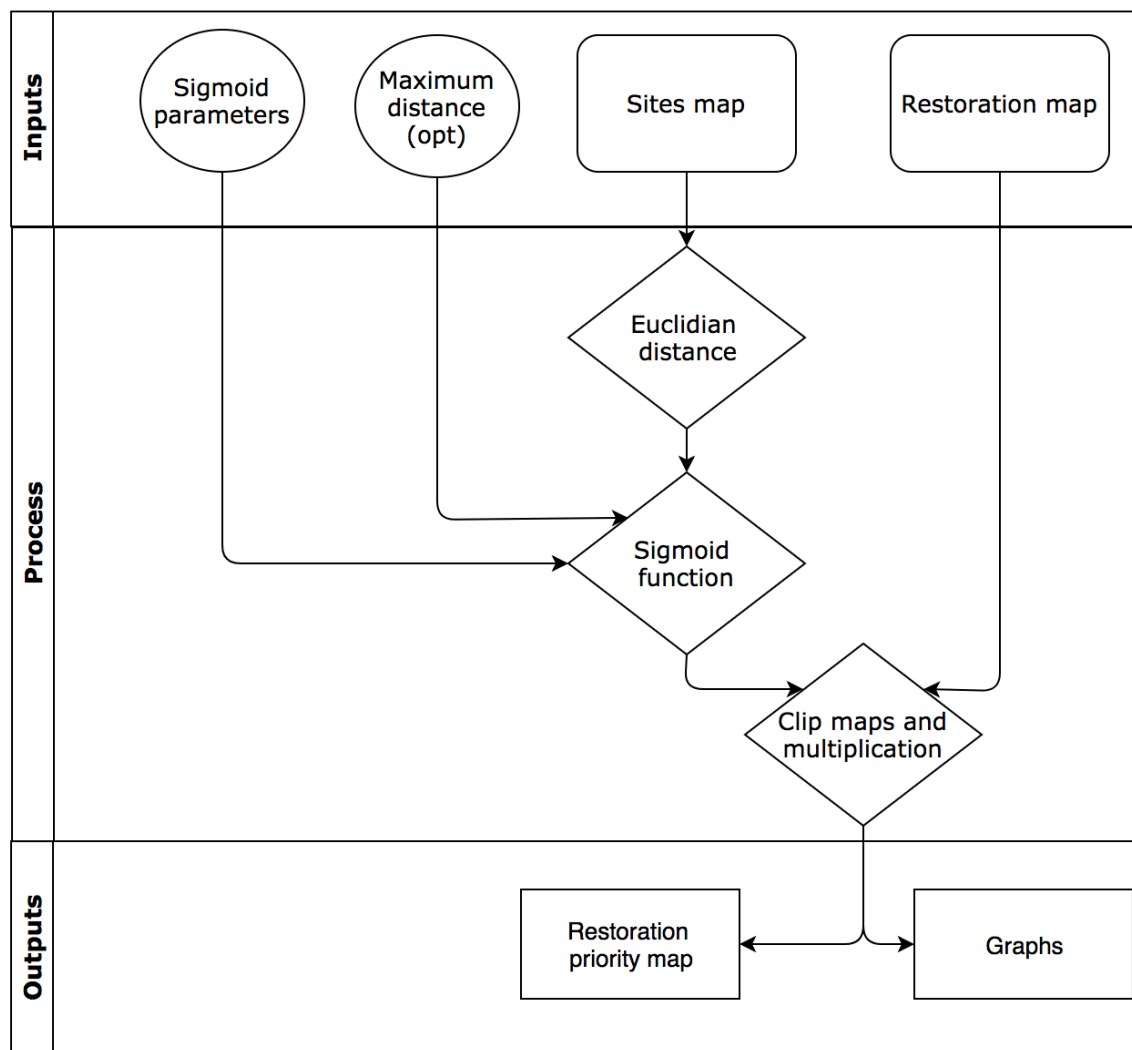 Inputs
Sigmoid
parameters
Maximum
distance
(opt)
Sites map
Restoration map
Process
Euclidian
distance
Sigmoid
function
Clip maps and
multiplication
Outputs
Restoration
priority map
Graphs